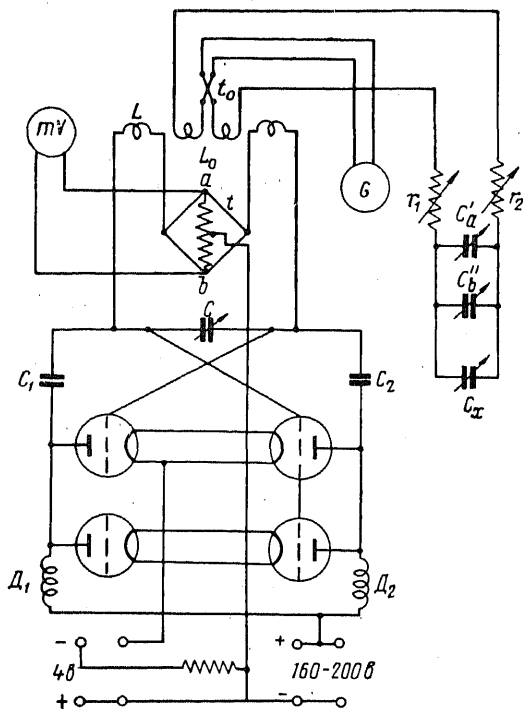 t₀
L
mV
L₀
a
t
G
r₁
r₂
C'ₐ
b
C''b
C
C₁
C₂
Cₓ
Д₁
Д₂
-
+
4в
160-200в
+
-